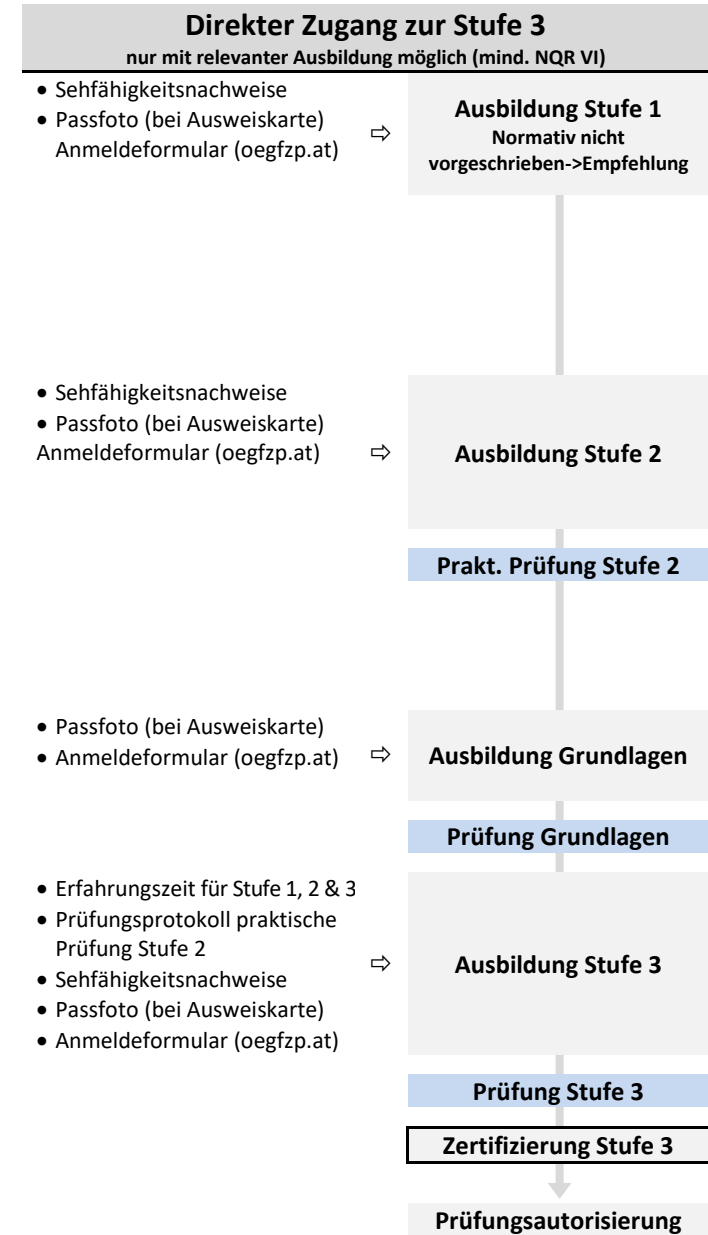 Direkter Zugang zur Stufe 3
nur mit relevanter Ausbildung möglich (mind. NQR VI)
• Sehfähigkeitsnachweise
• Passfoto (bei Ausweiskarte)
Anmeldeformular (oegfzp.at)
⇨
Ausbildung Stufe 1
Normativ nicht
vorgeschrieben->Empfehlung
• Sehfähigkeitsnachweise
• Passfoto (bei Ausweiskarte)
Anmeldeformular (oegfzp.at)
⇨
Ausbildung Stufe 2
Prakt. Prüfung Stufe 2
• Passfoto (bei Ausweiskarte)
• Anmeldeformular (oegfzp.at)
⇨
Ausbildung Grundlagen
Prüfung Grundlagen
• Erfahrungszeit für Stufe 1, 2 & 3
• Prüfungsprotokoll praktische
Prüfung Stufe 2
• Sehfähigkeitsnachweise
• Passfoto (bei Ausweiskarte)
• Anmeldeformular (oegfzp.at)
⇨
Ausbildung Stufe 3
Prüfung Stufe 3
Zertifizierung Stufe 3
Prüfungsautorisierung